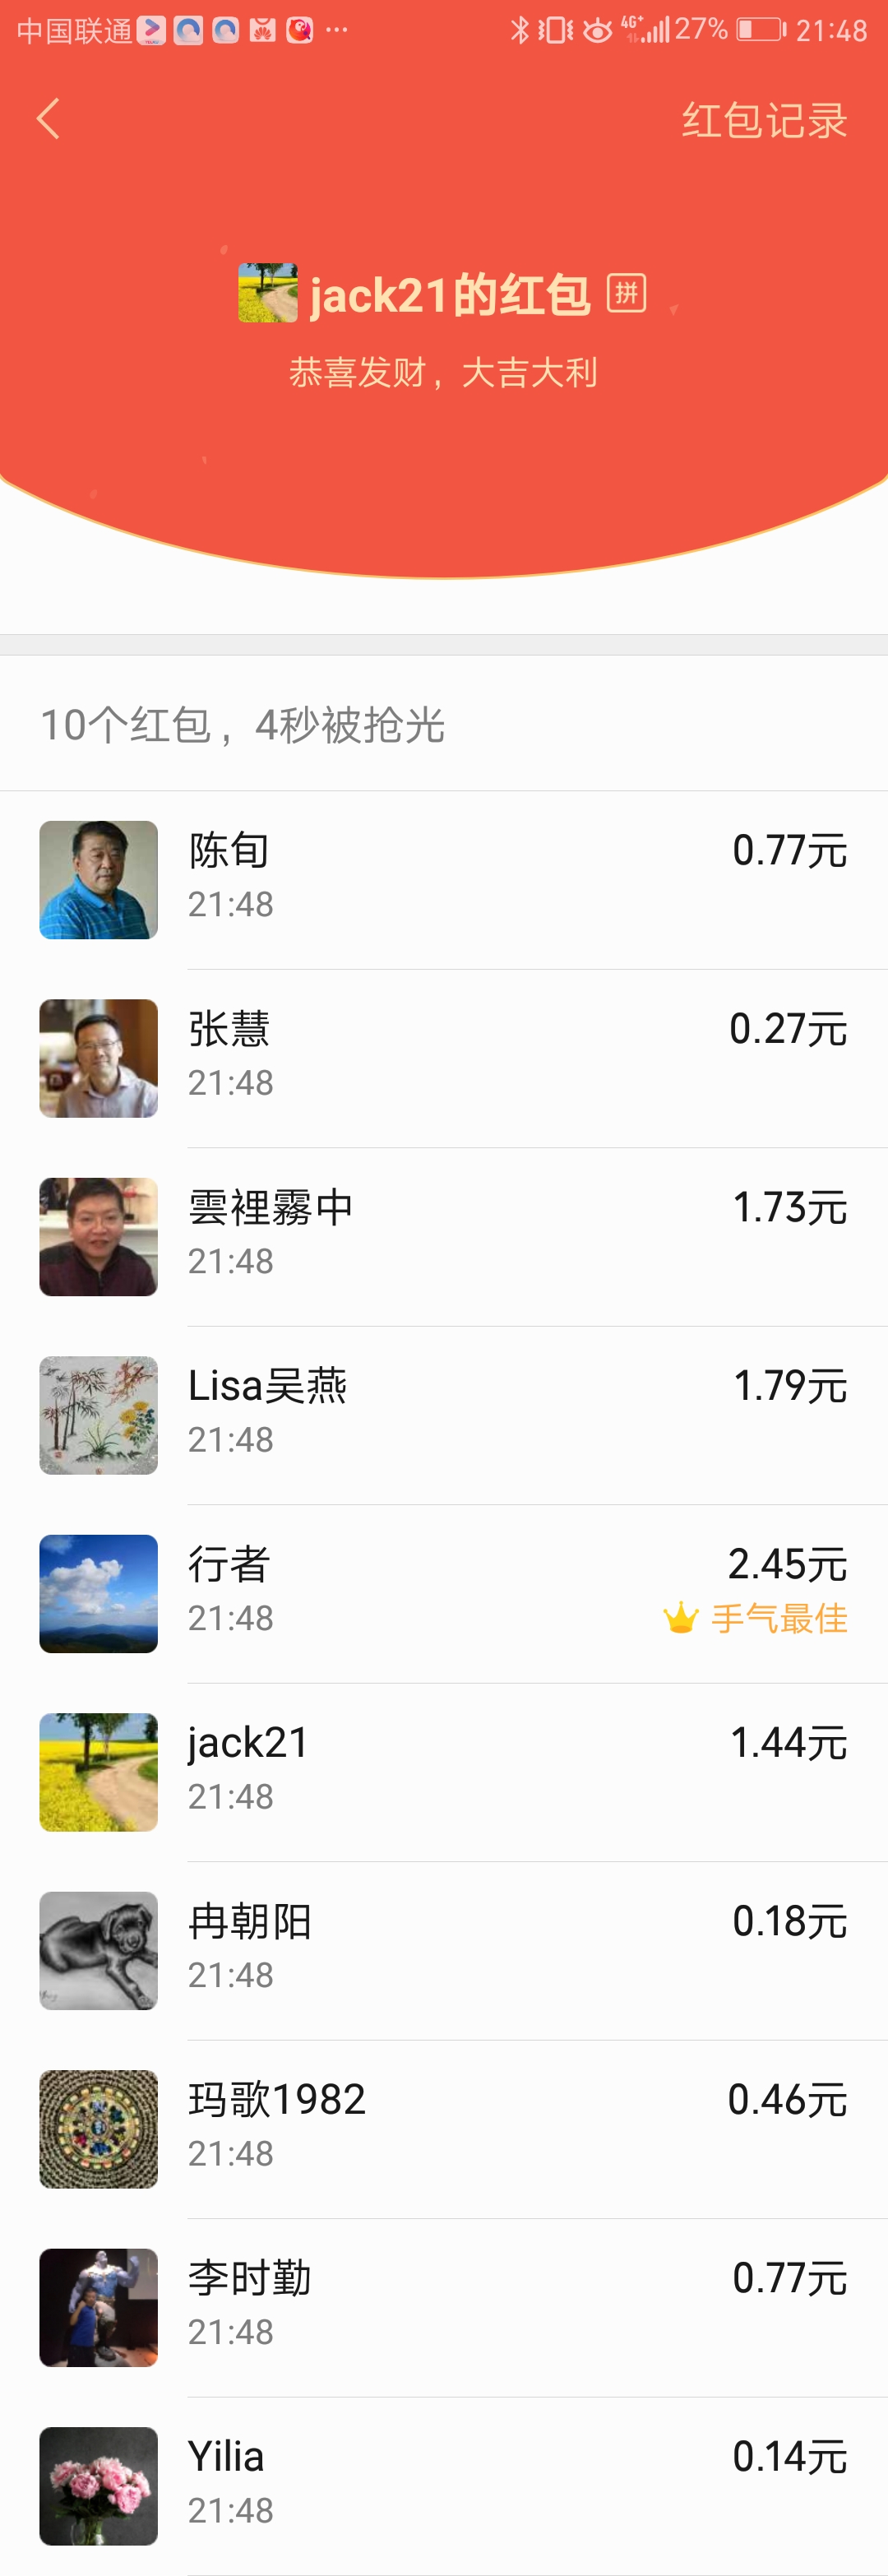 中国联通 ··· 4G+ 27% 21:48
红包记录
jack21的红包 拼
恭喜发财，大吉大利
10个红包，4秒被抢光
陈旬 0.77元
21:48
张慧 0.27元
21:48
雲裡霧中 1.73元
21:48
Lisa吴燕 1.79元
21:48
行者 2.45元
21:48 手气最佳
jack21 1.44元
21:48
冉朝阳 0.18元
21:48
玛歌1982 0.46元
21:48
李时勤 0.77元
21:48
Yilia 0.14元
21:48